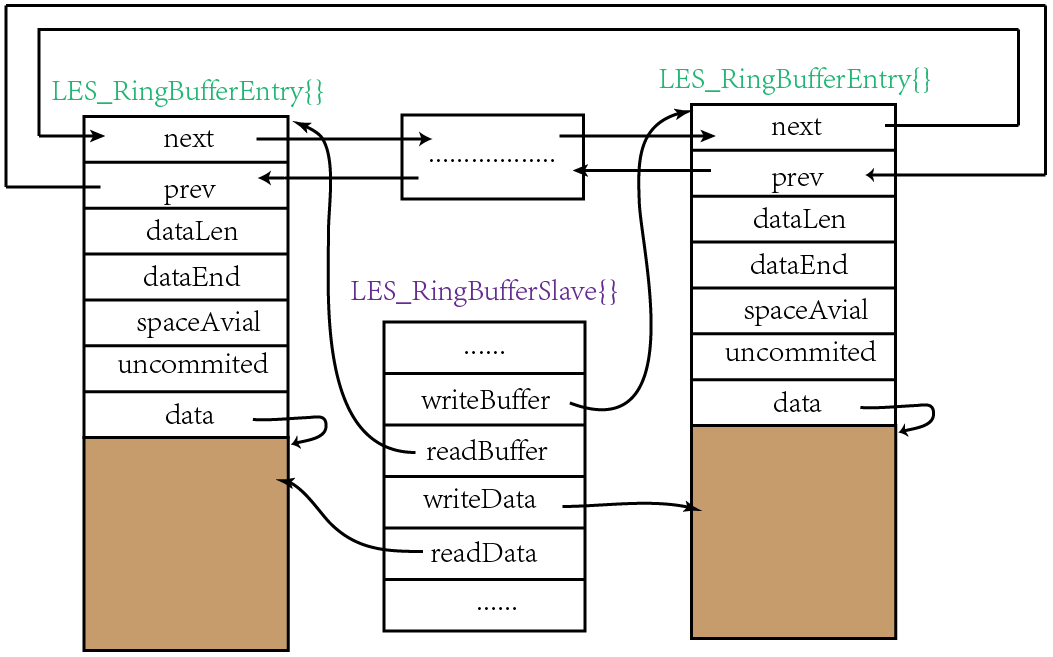 LES_RingBufferEntry{}
next
prev
dataLen
dataEnd
spaceAvial
uncommited
data
..................
LES_RingBufferSlave{}
......
writeBuffer
readBuffer
writeData
readData
......
LES_RingBufferEntry{}
next
prev
dataLen
dataEnd
spaceAvial
uncommited
data